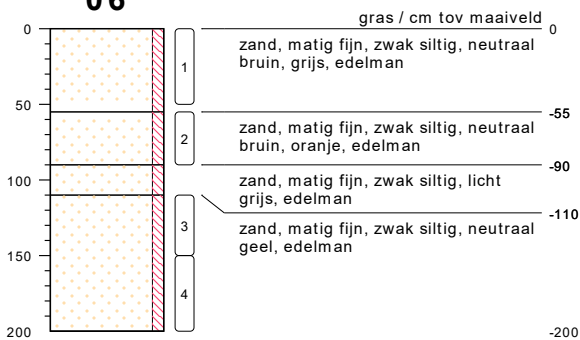 06
gras / cm tov maaiveld
0
0
zand, matig fijn, zwak siltig, neutraal
bruin, grijs, edelman
1
50
-55
zand, matig fijn, zwak siltig, neutraal
bruin, oranje, edelman
2
-90
100
zand, matig fijn, zwak siltig, licht
grijs, edelman
-110
3
zand, matig fijn, zwak siltig, neutraal
geel, edelman
150
4
200
-200